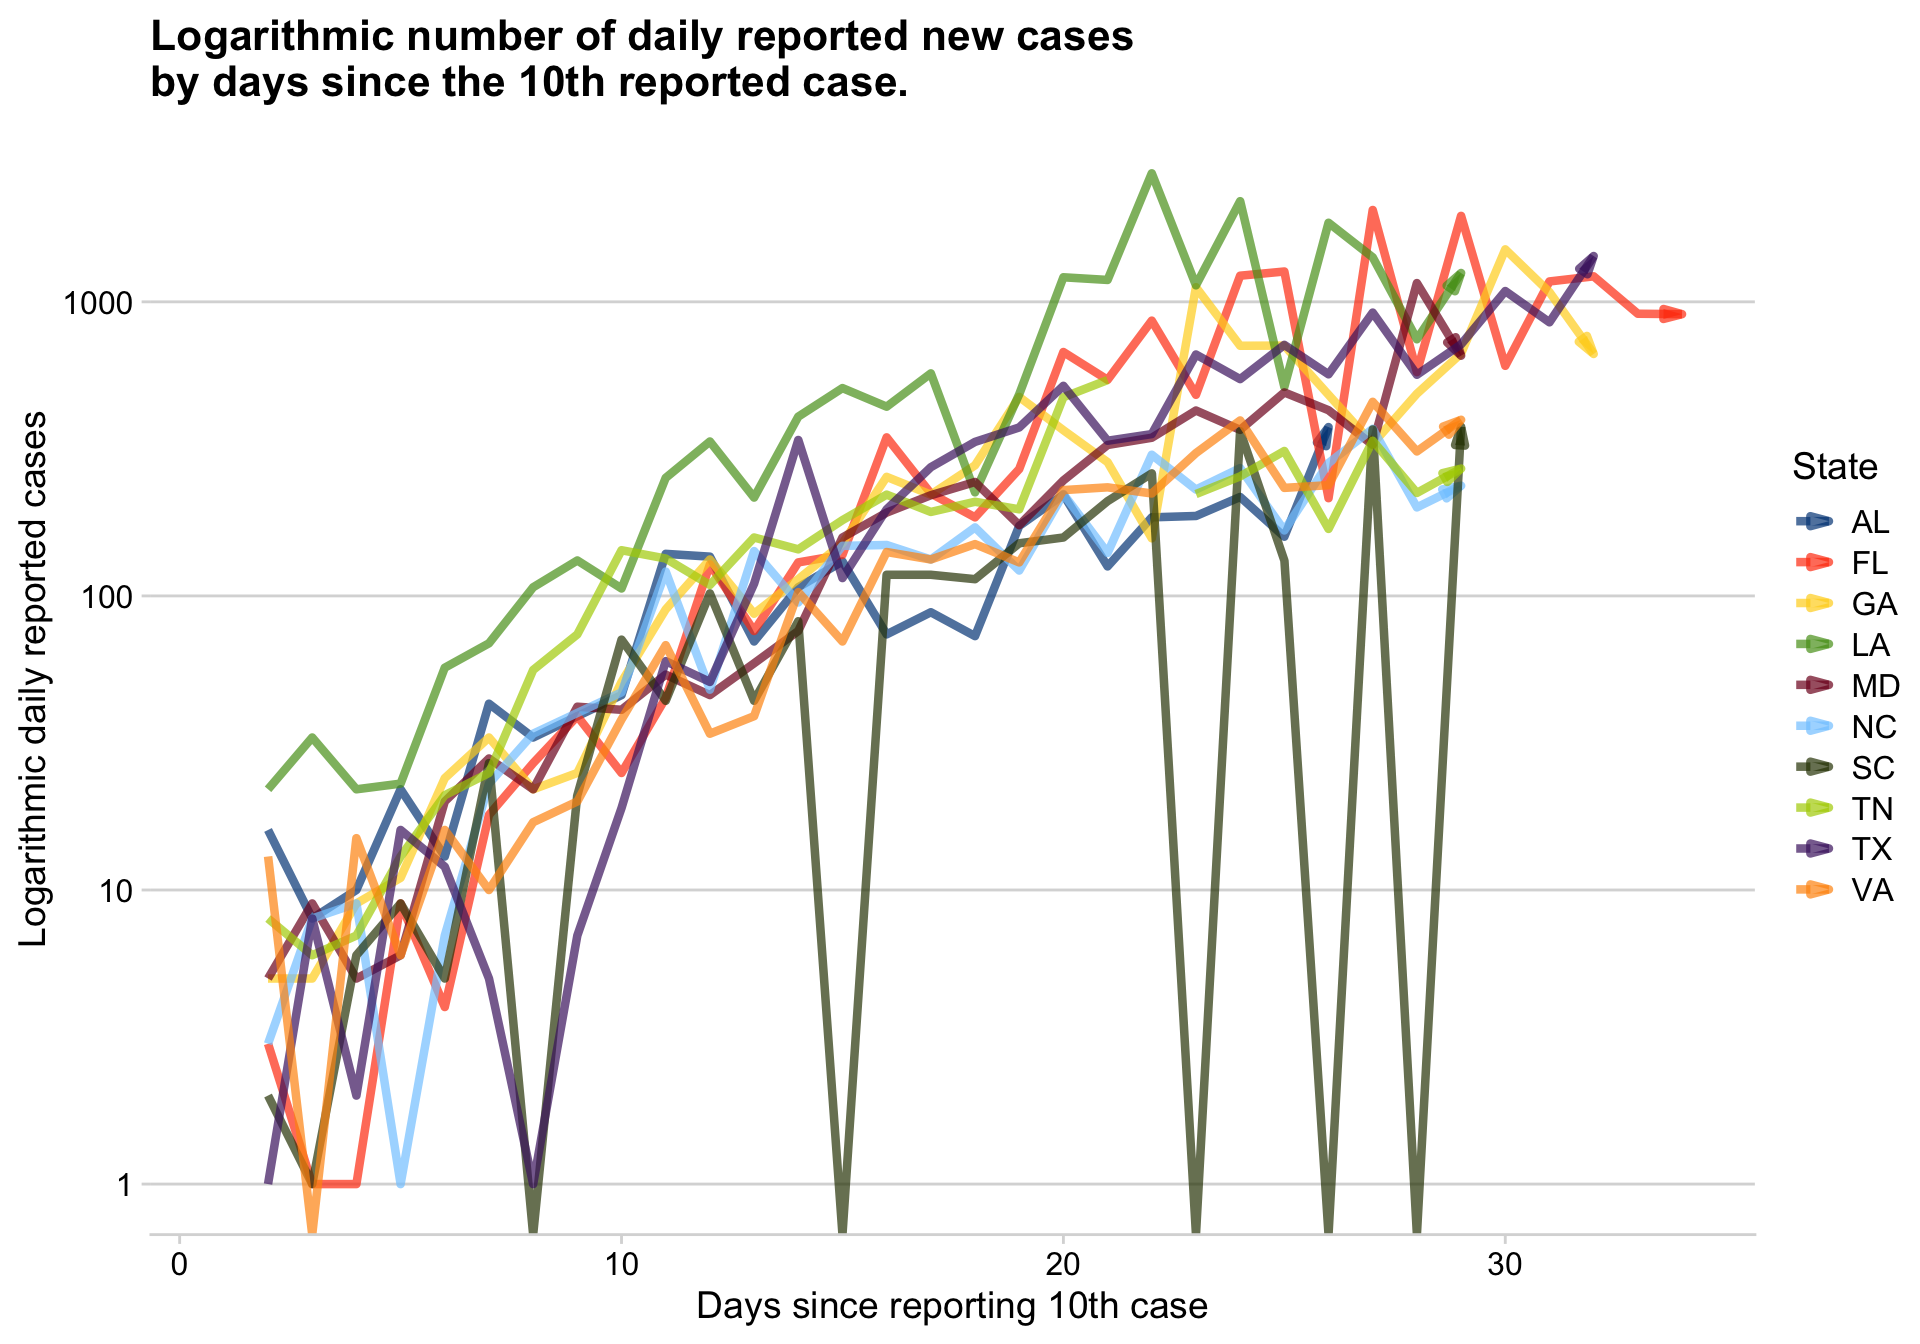 Logarithmic number of daily reported new cases
by days since the 10th reported case.
Logarithmic daily reported cases
1000
100
10
1
0
10
20
30
Days since reporting 10th case
State
AL
FL
GA
LA
MD
NC
SC
TN
TX
VA